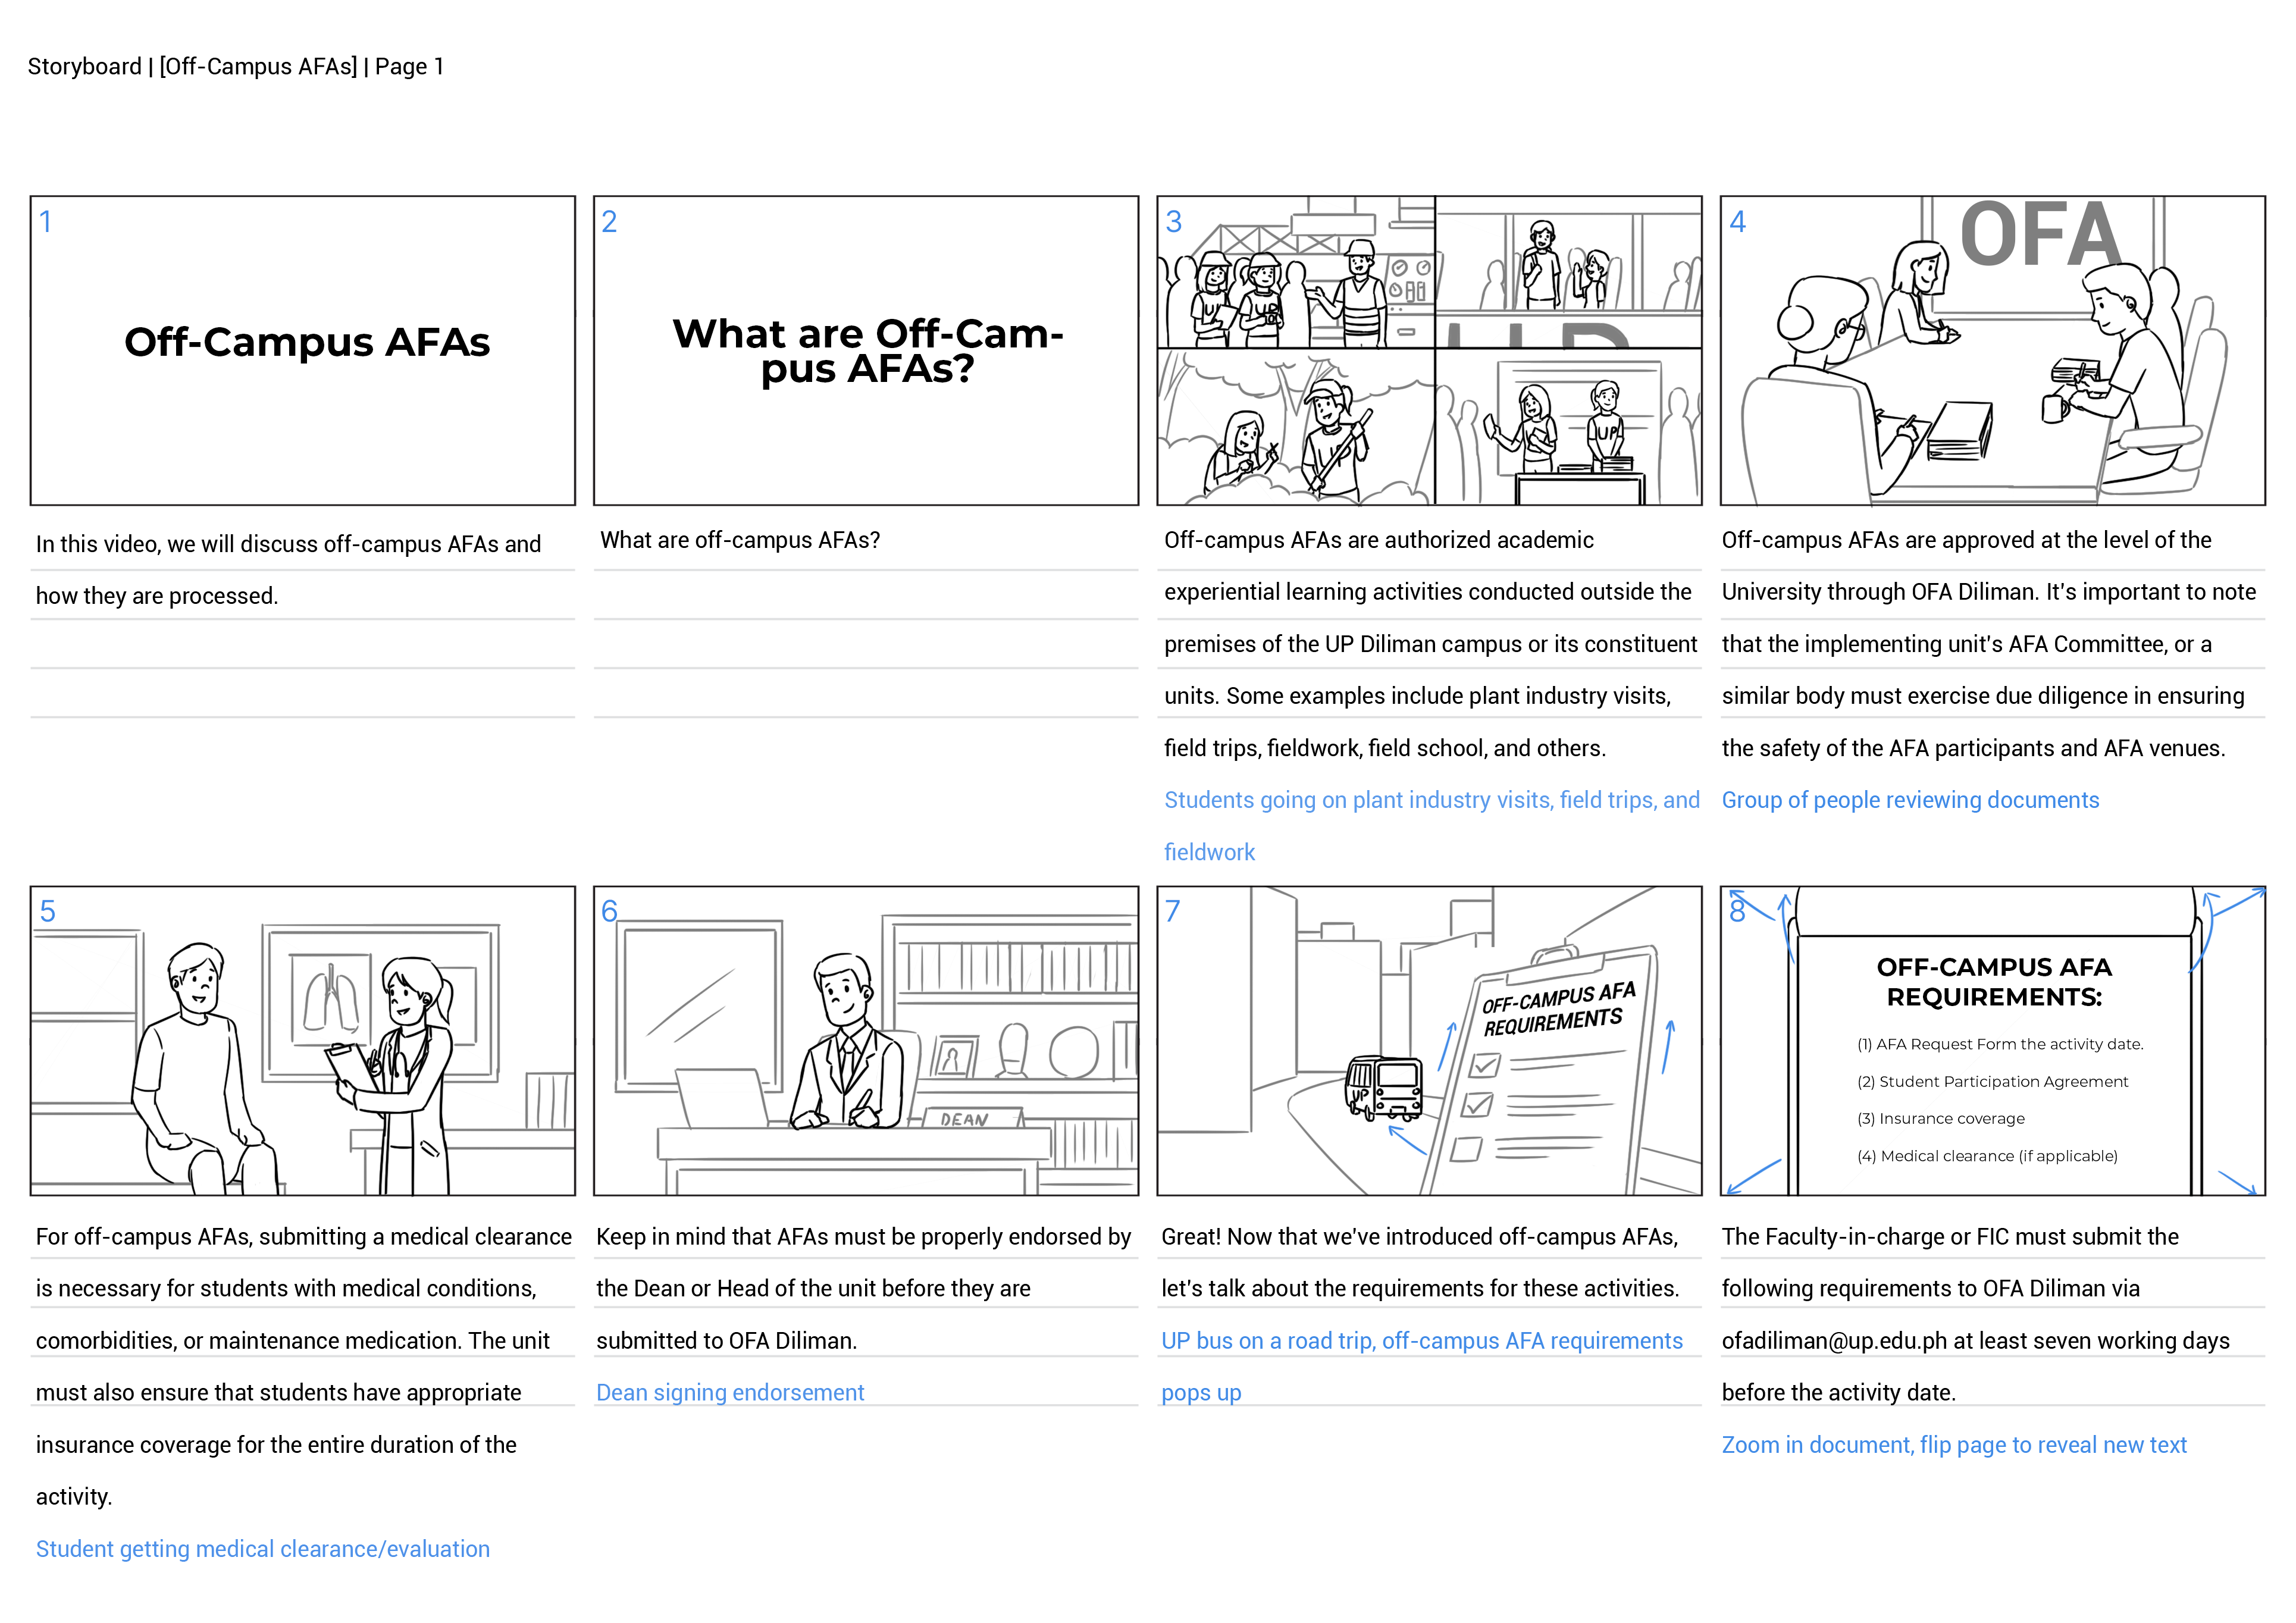 Storyboard | [Off-Campus AFAs] | Page 1
1
Off-Campus AFAs
In this video, we will discuss off-campus AFAs and
how they are processed.
2
What are Off-Cam-
pus AFAs?
What are off-campus AFAs?
3
UP
UP
UP
UP
UP
Off-campus AFAs are authorized academic
experiential learning activities conducted outside the
premises of the UP Diliman campus or its constituent
units. Some examples include plant industry visits,
field trips, fieldwork, field school, and others.
Students going on plant industry visits, field trips, and
fieldwork
4
OFA
Off-campus AFAs are approved at the level of the
University through OFA Diliman. It's important to note
that the implementing unit's AFA Committee, or a
similar body must exercise due diligence in ensuring
the safety of the AFA participants and AFA venues.
Group of people reviewing documents
5
For off-campus AFAs, submitting a medical clearance
is necessary for students with medical conditions,
comorbidities, or maintenance medication. The unit
must also ensure that students have appropriate
insurance coverage for the entire duration of the
activity.
Student getting medical clearance/evaluation
6
DEAN
Keep in mind that AFAs must be properly endorsed by
the Dean or Head of the unit before they are
submitted to OFA Diliman.
Dean signing endorsement
7
OFF-CAMPUS AFA
REQUIREMENTS
UP
Great! Now that we've introduced off-campus AFAs,
let's talk about the requirements for these activities.
UP bus on a road trip, off-campus AFA requirements
pops up
8
OFF-CAMPUS AFA
REQUIREMENTS:
(1) AFA Request Form the activity date.
(2) Student Participation Agreement
(3) Insurance coverage
(4) Medical clearance (if applicable)
The Faculty-in-charge or FIC must submit the
following requirements to OFA Diliman via
ofadiliman@up.edu.ph at least seven working days
before the activity date.
Zoom in document, flip page to reveal new text